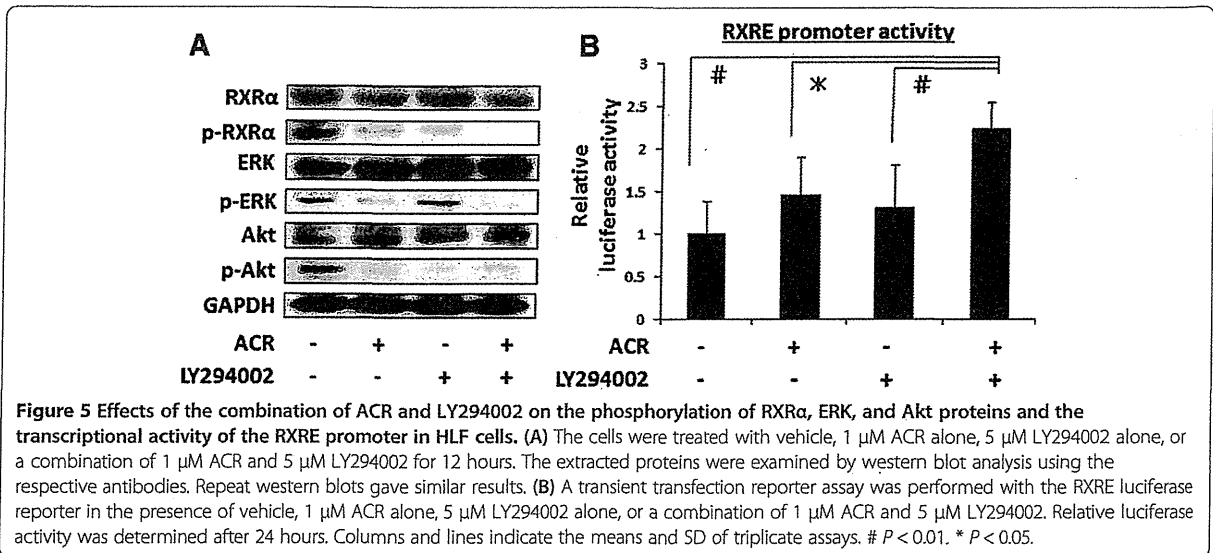 A
RXRα
p-RXRα
ERK
p-ERK
Akt
p-Akt
GAPDH
ACR - + - +
LY294002 - - + +
B
RXRE promoter activity
# * #
Relative
luciferase activity
3
2.5
2
1.5
1
0.5
0
ACR - + - +
LY294002 - - + +
Figure 5 Effects of the combination of ACR and LY294002 on the phosphorylation of RXRα, ERK, and Akt proteins and the
transcriptional activity of the RXRE promoter in HLF cells. (A) The cells were treated with vehicle, 1 μM ACR alone, 5 μM LY294002 alone, or
a combination of 1 μM ACR and 5 μM LY294002 for 12 hours. The extracted proteins were examined by western blot analysis using the
respective antibodies. Repeat western blots gave similar results. (B) A transient transfection reporter assay was performed with the RXRE luciferase
reporter in the presence of vehicle, 1 μM ACR alone, 5 μM LY294002 alone, or a combination of 1 μM ACR and 5 μM LY294002. Relative luciferase
activity was determined after 24 hours. Columns and lines indicate the means and SD of triplicate assays. # P < 0.01. * P < 0.05.